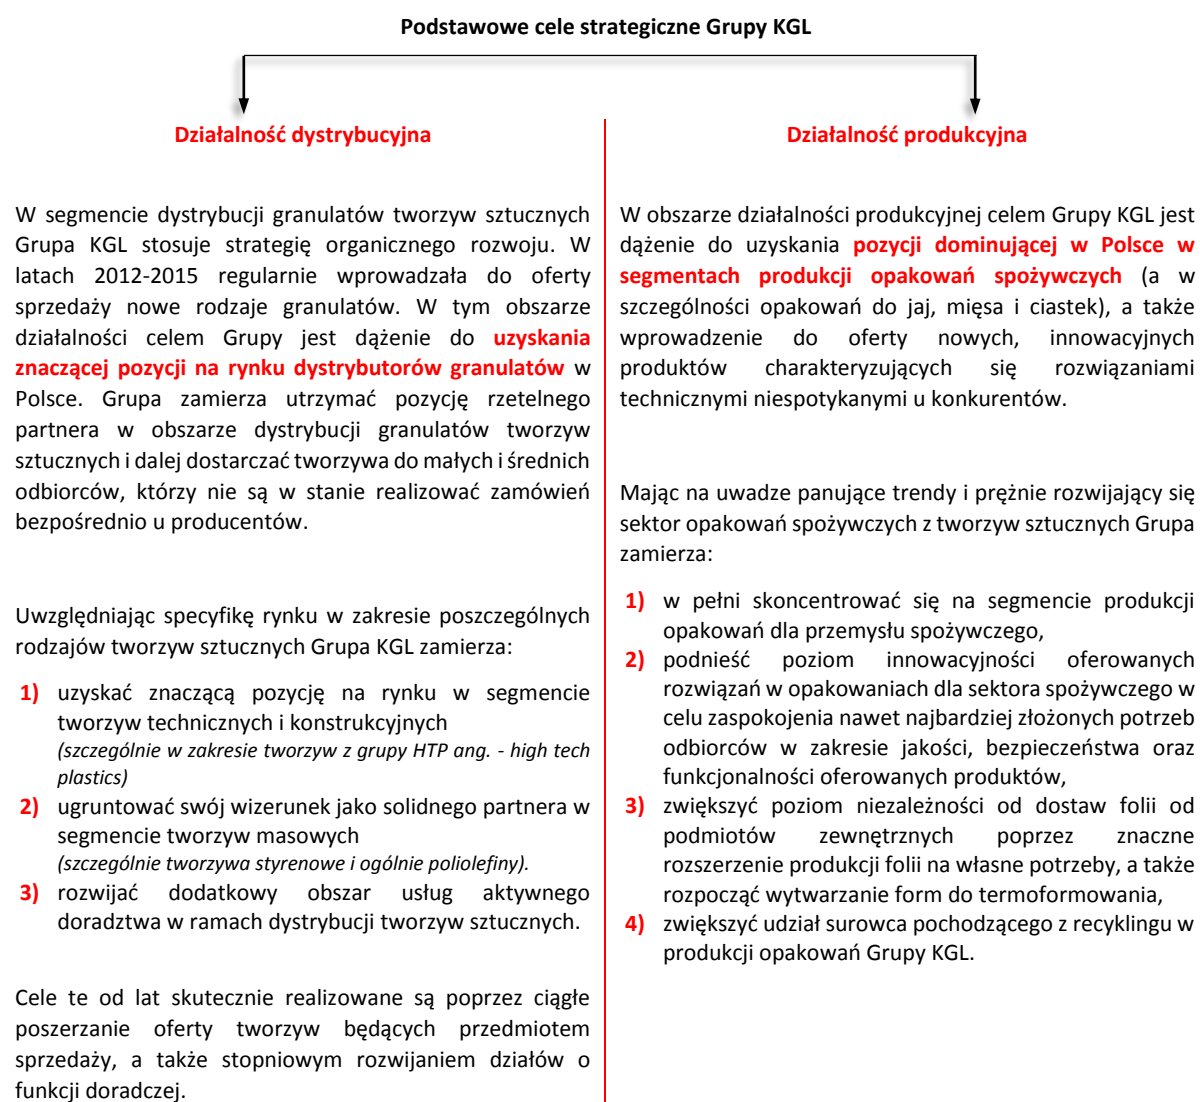 Podstawowe cele strategiczne Grupy KGL
Działalność dystrybucyjna
W segmencie dystrybucji granulatów tworzyw sztucznych
Grupa KGL stosuje strategię organicznego rozwoju. W
latach 2012-2015 regularnie wprowadzała do oferty
sprzedaży nowe rodzaje granulatów. W tym obszarze
działalności celem Grupy jest dążenie do uzyskania
znaczącej pozycji na rynku dystrybutorów granulatów w
Polsce. Grupa zamierza utrzymać pozycję rzetelnego
partnera w obszarze dystrybucji granulatów tworzyw
sztucznych i dalej dostarczać tworzywa do małych i średnich
odbiorców, którzy nie są w stanie realizować zamówień
bezpośrednio u producentów.
Uwzględniając specyfikę rynku w zakresie poszczególnych
rodzajów tworzyw sztucznych Grupa KGL zamierza:
1) uzyskać znaczącą pozycję na rynku w segmencie
tworzyw technicznych i konstrukcyjnych
(szczególnie w zakresie tworzyw z grupy HTP ang. - high tech
plastics)
2) ugruntować swój wizerunek jako solidnego partnera w
segmencie tworzyw masowych
(szczególnie tworzywa styrenowe i ogólnie poliolefiny).
3) rozwijać dodatkowy obszar usług aktywnego
doradztwa w ramach dystrybucji tworzyw sztucznych.
Cele te od lat skutecznie realizowane są poprzez ciągłe
poszerzanie oferty tworzyw będących przedmiotem
sprzedaży, a także stopniowym rozwijaniem działów o
funkcji doradczej.
Działalność produkcyjna
W obszarze działalności produkcyjnej celem Grupy KGL jest
dążenie do uzyskania pozycji dominującej w Polsce w
segmentach produkcji opakowań spożywczych (a w
szczególności opakowań do jaj, mięsa i ciastek), a także
wprowadzenie do oferty nowych, innowacyjnych
produktów charakteryzujących się rozwiązaniami
technicznymi niespotykanymi u konkurentów.
Mając na uwadze panujące trendy i prężnie rozwijający się
sektor opakowań spożywczych z tworzyw sztucznych Grupa
zamierza:
1) w pełni skoncentrować się na segmencie produkcji
opakowań dla przemysłu spożywczego,
2) podnieść poziom innowacyjności oferowanych
rozwiązań w opakowaniach dla sektora spożywczego w
celu zaspokojenia nawet najbardziej złożonych potrzeb
odbiorców w zakresie jakości, bezpieczeństwa oraz
funkcjonalności oferowanych produktów,
3) zwiększyć poziom niezależności od dostaw folii od
podmiotów zewnętrznych poprzez znaczne
rozszerzenie produkcji folii na własne potrzeby, a także
rozpocząć wytwarzanie form do termoformowania,
4) zwiększyć udział surowca pochodzącego z recyklingu w
produkcji opakowań Grupy KGL.